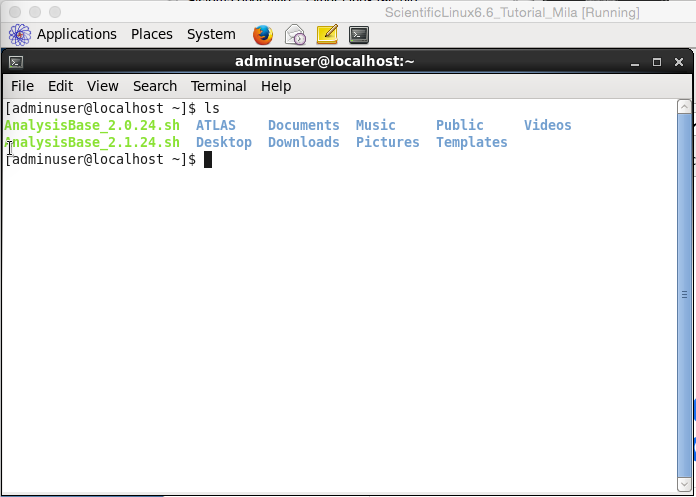 ScientificLinux6.6_Tutorial_Mila [Running]
Applications Places System
adminuser@localhost:~
File Edit View Search Terminal Help
[adminuser@localhost ~]$ ls
AnalysisBase_2.0.24.sh ATLAS Documents Music Public Videos
AnalysisBase_2.1.24.sh Desktop Downloads Pictures Templates
[adminuser@localhost ~]$